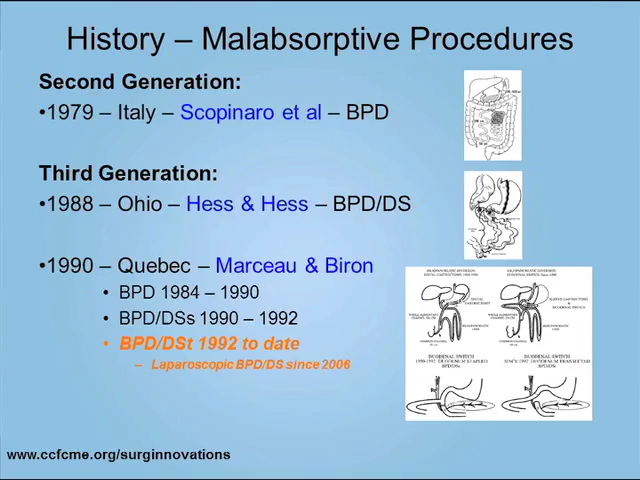 History – Malabsorptive Procedures
Second Generation:
•1979 – Italy – Scopinaro et al – BPD
Third Generation:
•1988 – Ohio – Hess & Hess – BPD/DS
•1990 – Quebec – Marceau & Biron
• BPD 1984 – 1990
• BPD/DSs 1990 – 1992
• BPD/DSt 1992 to date
– Laparoscopic BPD/DS since 2006
DUODENAL SWITCH
DUODENAL SWITCH
www.ccfcme.org/surginnovations